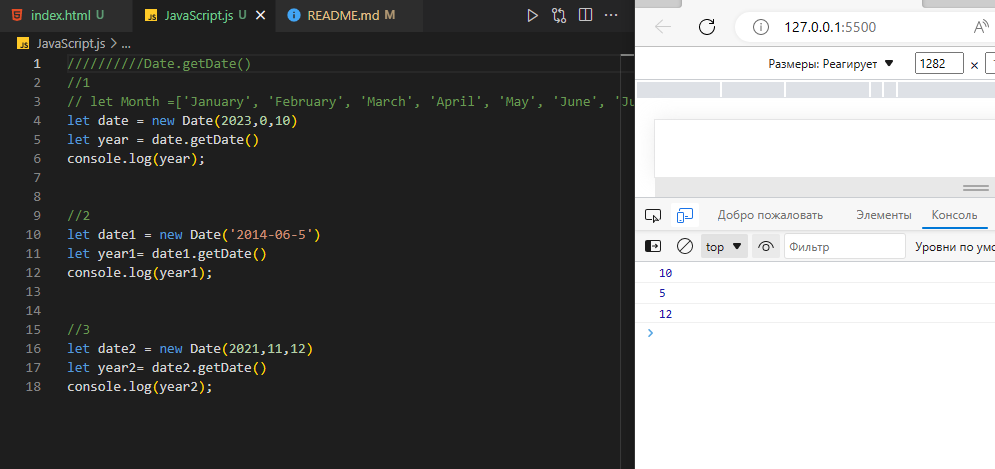 index.html U
JavaScript.js U
README.md M
JavaScript.js > ...
1 //////////Date.getDate()
2 //1
3 // let Month =['January', 'February', 'March', 'April', 'May', 'June', 'Ju
4 let date = new Date(2023,0,10)
5 let year = date.getDate()
6 console.log(year);
7
8
9 //2
10 let date1 = new Date('2014-06-5')
11 let year1= date1.getDate()
12 console.log(year1);
13
14
15 //3
16 let date2 = new Date(2021,11,12)
17 let year2= date2.getDate()
18 console.log(year2);
127.0.0.1:5500
Размеры: Реагирует 1282 ×
Добро пожаловать Элементы Консоль
top Фильтр Уровни по умо
10
5
12